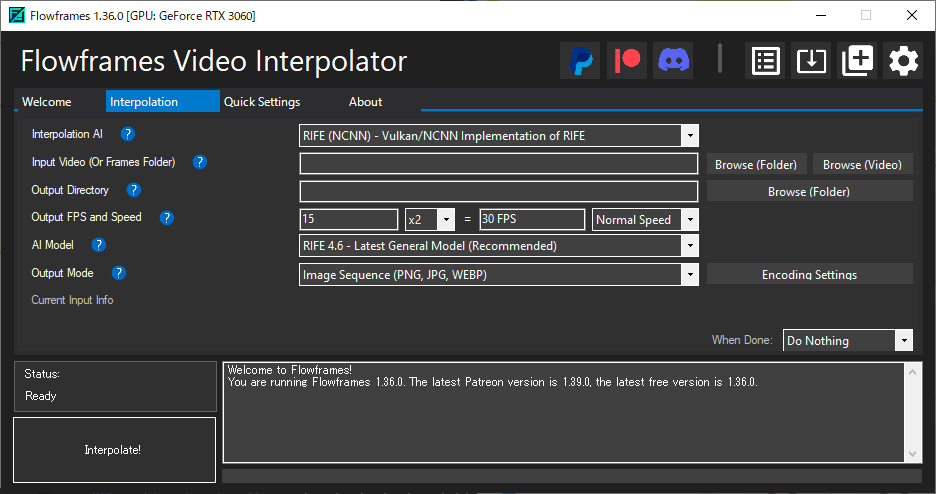 Flowframes 1.36.0 [GPU: GeForce RTX 3060]
Flowframes Video Interpolator
Welcome Interpolation Quick Settings About
Interpolation AI ? RIFE (NCNN) - Vulkan/NCNN Implementation of RIFE
Input Video (Or Frames Folder) ? Browse (Folder) Browse (Video)
Output Directory ? Browse (Folder)
Output FPS and Speed ? 15 x2 = 30 FPS Normal Speed
AI Model ? RIFE 4.6 - Latest General Model (Recommended)
Output Mode ? Image Sequence (PNG, JPG, WEBP) Encoding Settings
Current Input Info
When Done: Do Nothing
Status:
Ready
Interpolate!
Welcome to Flowframes!
You are running Flowframes 1.36.0. The latest Patreon version is 1.39.0, the latest free version is 1.36.0.